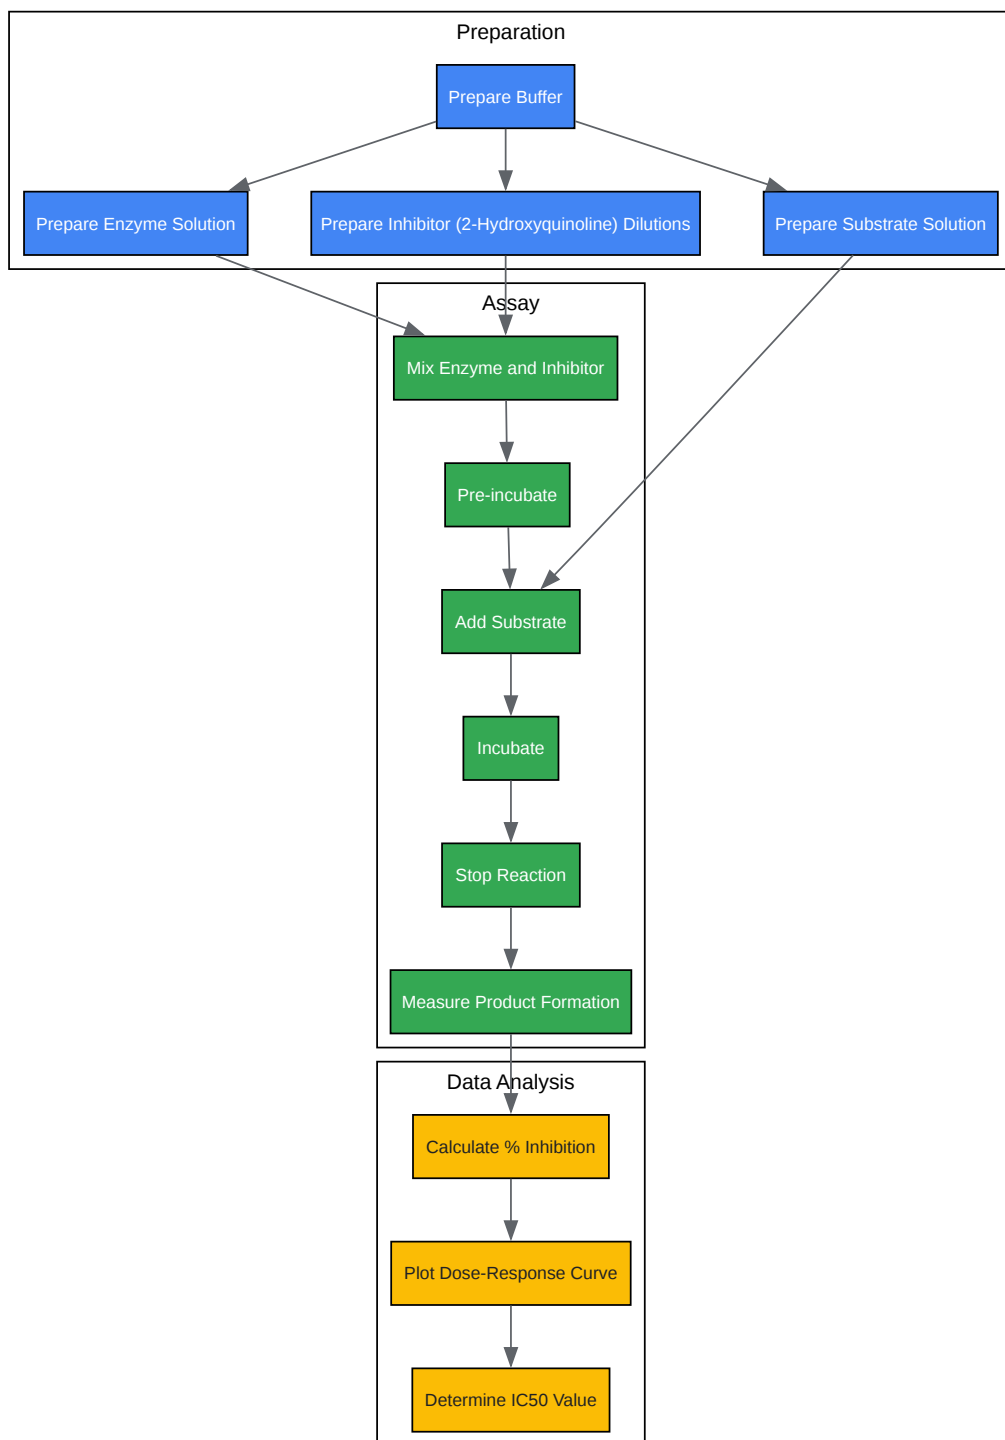 Preparation
Prepare Buffer
Prepare Enzyme Solution
Prepare Inhibitor (2-Hydroxyquinoline) Dilutions
Prepare Substrate Solution
Assay
Mix Enzyme and Inhibitor
Pre-incubate
Add Substrate
Incubate
Stop Reaction
Measure Product Formation
Data Analysis
Calculate % Inhibition
Plot Dose-Response Curve
Determine IC50 Value